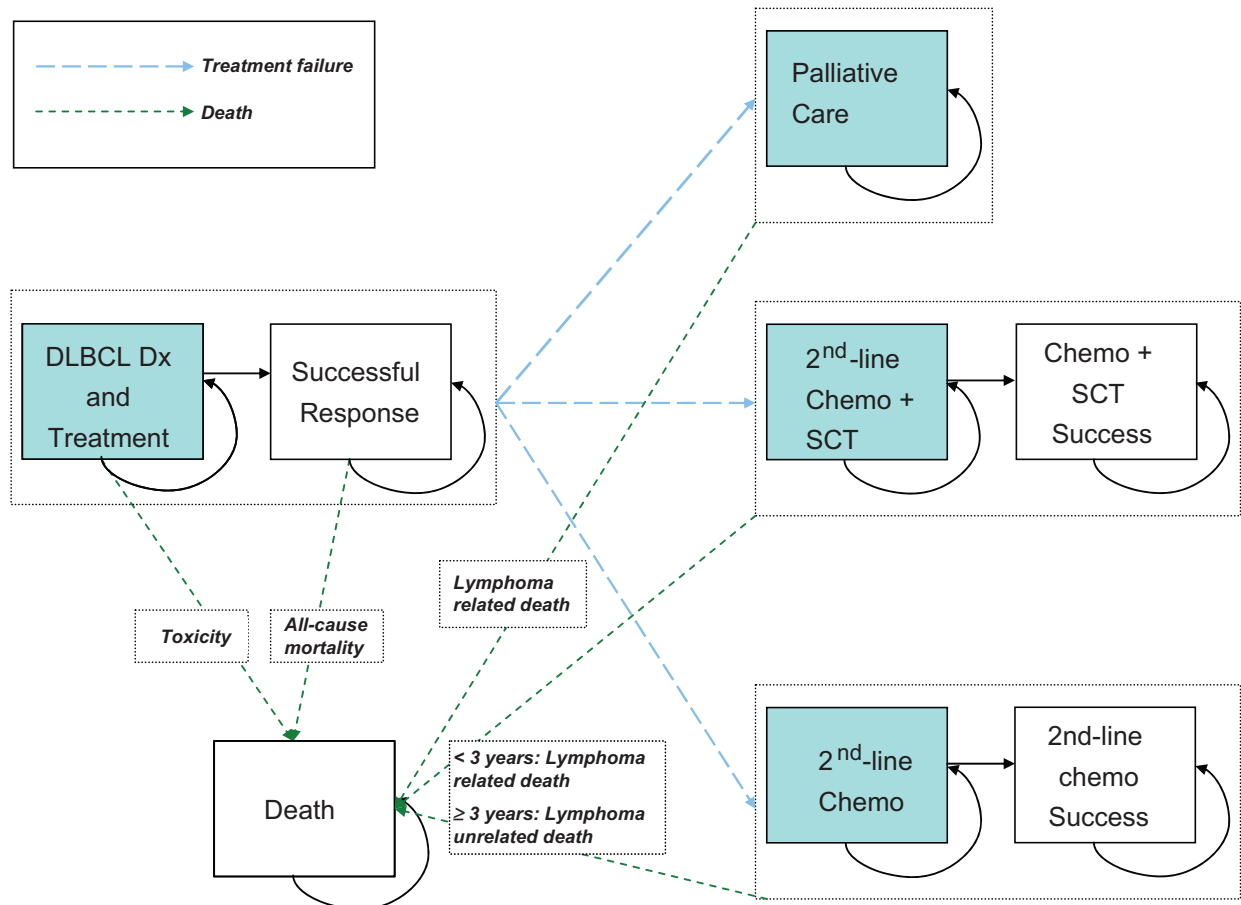 Treatment failure
Death
Palliative
Care
DLBCL Dx
and
Treatment
Successful
Response
2nd-line
Chemo +
SCT
Chemo +
SCT
Success
Lymphoma
related death
Toxicity
All-cause
mortality
Death
< 3 years: Lymphoma
related death
≥ 3 years: Lymphoma
unrelated death
2nd-line
Chemo
2nd-line
chemo
Success